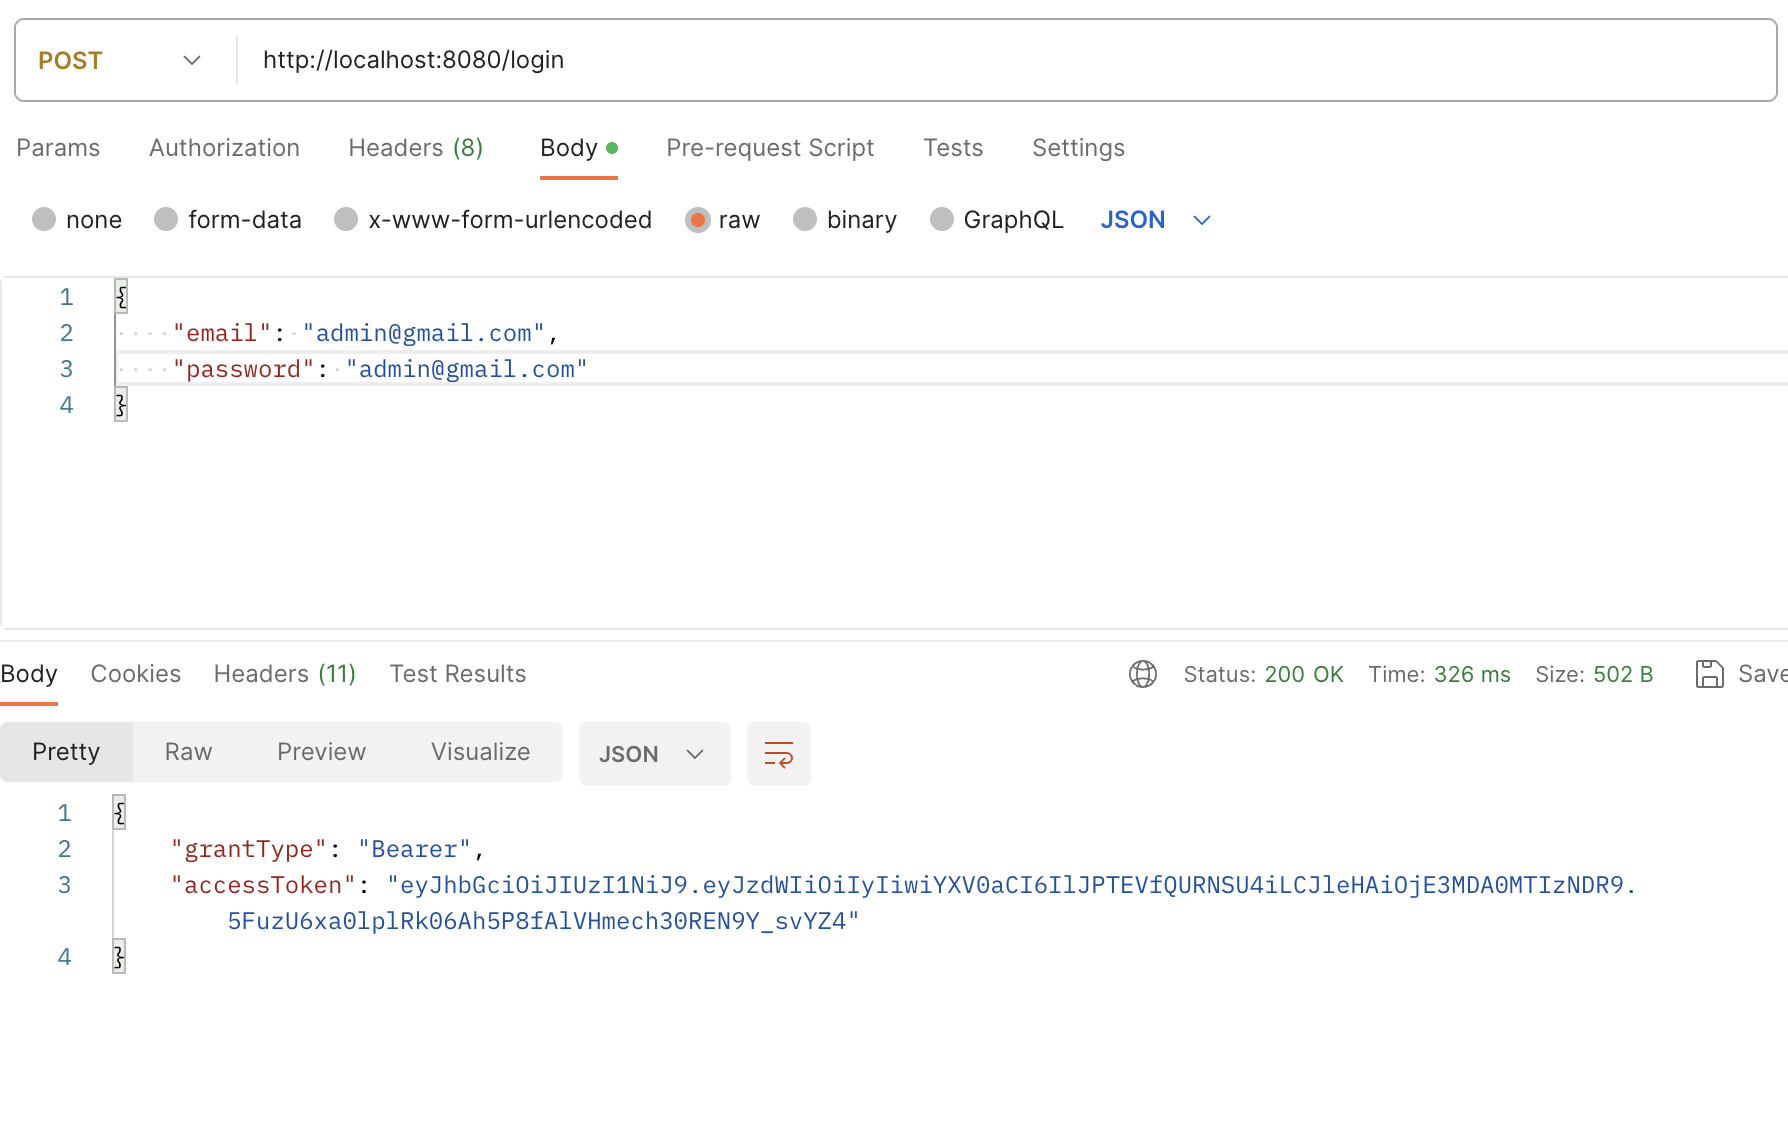 POST http://localhost:8080/login
Params Authorization Headers (8) Body Pre-request Script Tests Settings
none form-data x-www-form-urlencoded raw binary GraphQL JSON
1 {
2 "email": "admin@gmail.com",
3 "password": "admin@gmail.com"
4 }
Body Cookies Headers (11) Test Results Status: 200 OK Time: 326 ms Size: 502 B Save
Pretty Raw Preview Visualize JSON
1 {
2 "grantType": "Bearer",
3 "accessToken": "eyJhbGciOiJIUzI1NiJ9.eyJzdWIiOiIyIiwiYXV0aCI6IlJPTEVfQURNSU4iLCJleHAiOjE3MDA0MTIzNDR9.
5FuzU6xa0lplRk06Ah5P8fAlVHmech30REN9Y_svYZ4"
4 }